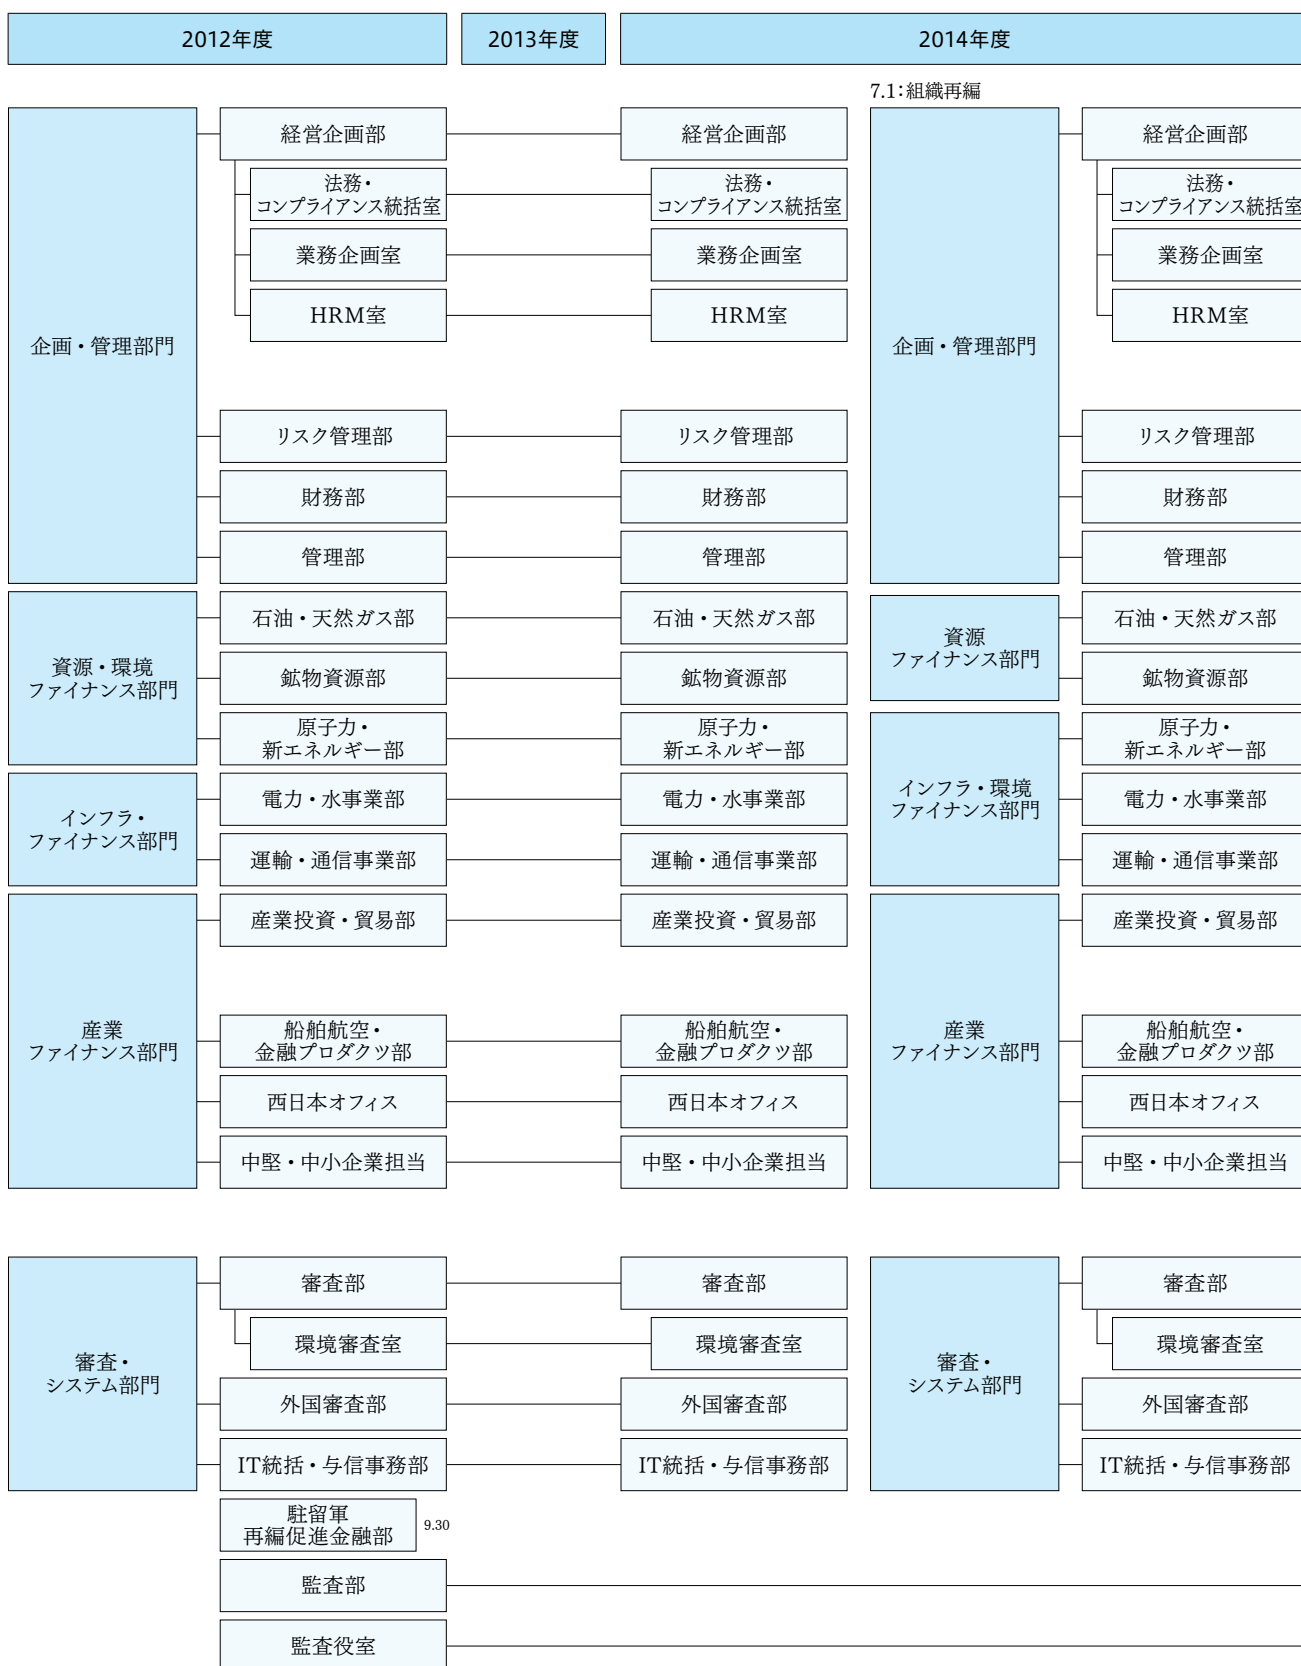 2012年度
2013年度
2014年度
7.1：組織再編
企画・管理部門
経営企画部
経営企画部
企画・管理部門
経営企画部
法務・
コンプライアンス統括室
法務・
コンプライアンス統括室
法務・
コンプライアンス統括室
業務企画室
業務企画室
業務企画室
HRM室
HRM室
HRM室
リスク管理部
リスク管理部
リスク管理部
財務部
財務部
財務部
管理部
管理部
管理部
資源・環境
ファイナンス部門
石油・天然ガス部
石油・天然ガス部
資源
ファイナンス部門
石油・天然ガス部
鉱物資源部
鉱物資源部
鉱物資源部
原子力・
新エネルギー部
原子力・
新エネルギー部
インフラ・環境
ファイナンス部門
原子力・
新エネルギー部
インフラ・
ファイナンス部門
電力・水事業部
電力・水事業部
電力・水事業部
運輸・通信事業部
運輸・通信事業部
運輸・通信事業部
産業
ファイナンス部門
産業投資・貿易部
産業投資・貿易部
産業
ファイナンス部門
産業投資・貿易部
船舶航空・
金融プロダクツ部
船舶航空・
金融プロダクツ部
船舶航空・
金融プロダクツ部
西日本オフィス
西日本オフィス
西日本オフィス
中堅・中小企業担当
中堅・中小企業担当
中堅・中小企業担当
審査・
システム部門
審査部
審査部
審査・
システム部門
審査部
環境審査室
環境審査室
環境審査室
外国審査部
外国審査部
外国審査部
IT統括・与信事務部
IT統括・与信事務部
IT統括・与信事務部
駐留軍
再編促進金融部
9.30
監査部
監査役室